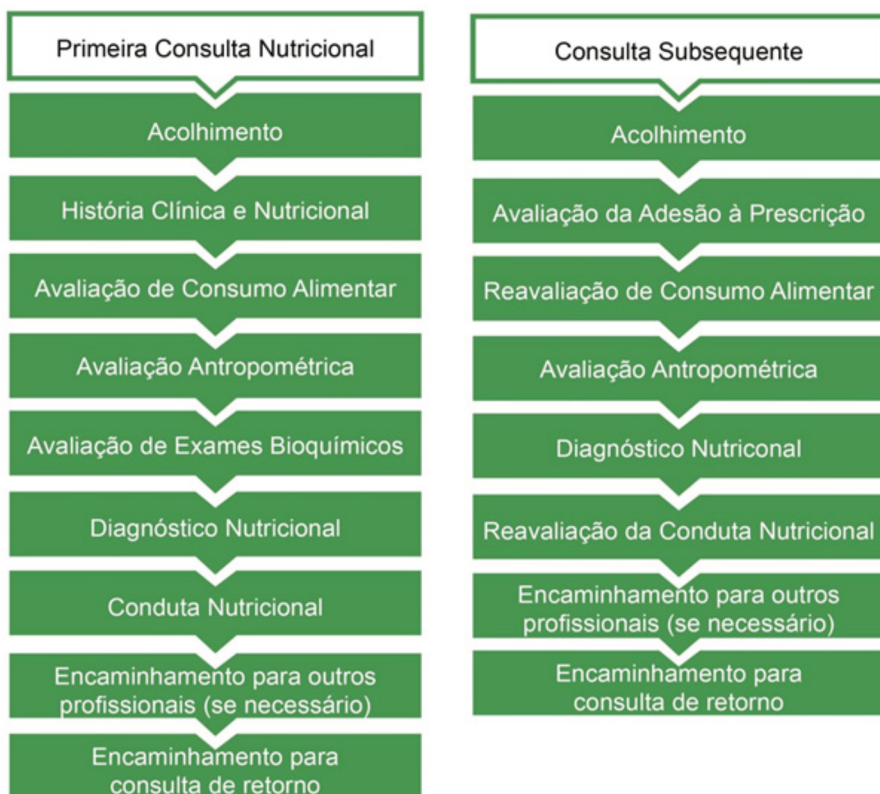 Primeira Consulta Nutricional
Acolhimento
História Clínica e Nutricional
Avaliação de Consumo Alimentar
Avaliação Antropométrica
Avaliação de Exames Bioquímicos
Diagnóstico Nutricional
Conduta Nutricional
Encaminhamento para outros
profissionais (se necessário)
Encaminhamento para
consulta de retorno
Consulta Subsequente
Acolhimento
Avaliação da Adesão à Prescrição
Reavaliação de Consumo Alimentar
Avaliação Antropométrica
Diagnóstico Nutriconal
Reavaliação da Conduta Nutricional
Encaminhamento para outros
profissionais (se necessário)
Encaminhamento para
consulta de retorno